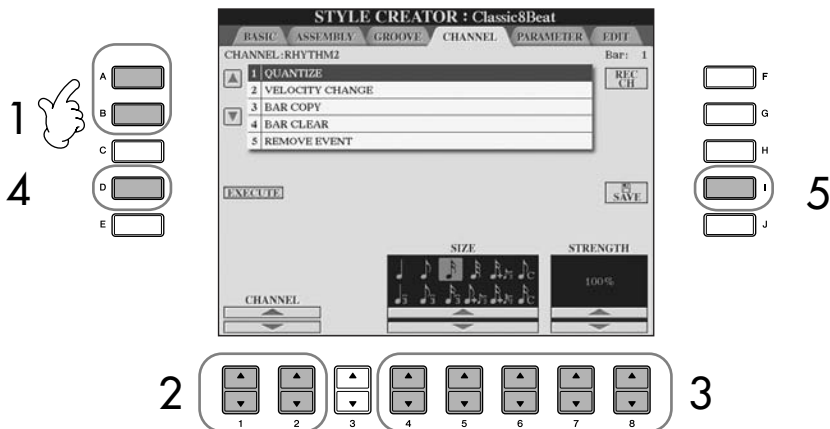 STYLE CREATOR : Classic8Beat
BASIC ASSEMBLY GROOVE CHANNEL PARAMETER EDIT
CHANNEL:RHYTHM2 Bar: 1
1 QUANTIZE
2 VELOCITY CHANGE
3 BAR COPY
4 BAR CLEAR
5 REMOVE EVENT
REC
CH
EXECUTE
SAVE
SIZE STRENGTH
100%
CHANNEL
A
B
C
D
E
F
G
H
I
J
1
4
5
2
3
1 2 3 4 5 6 7 8